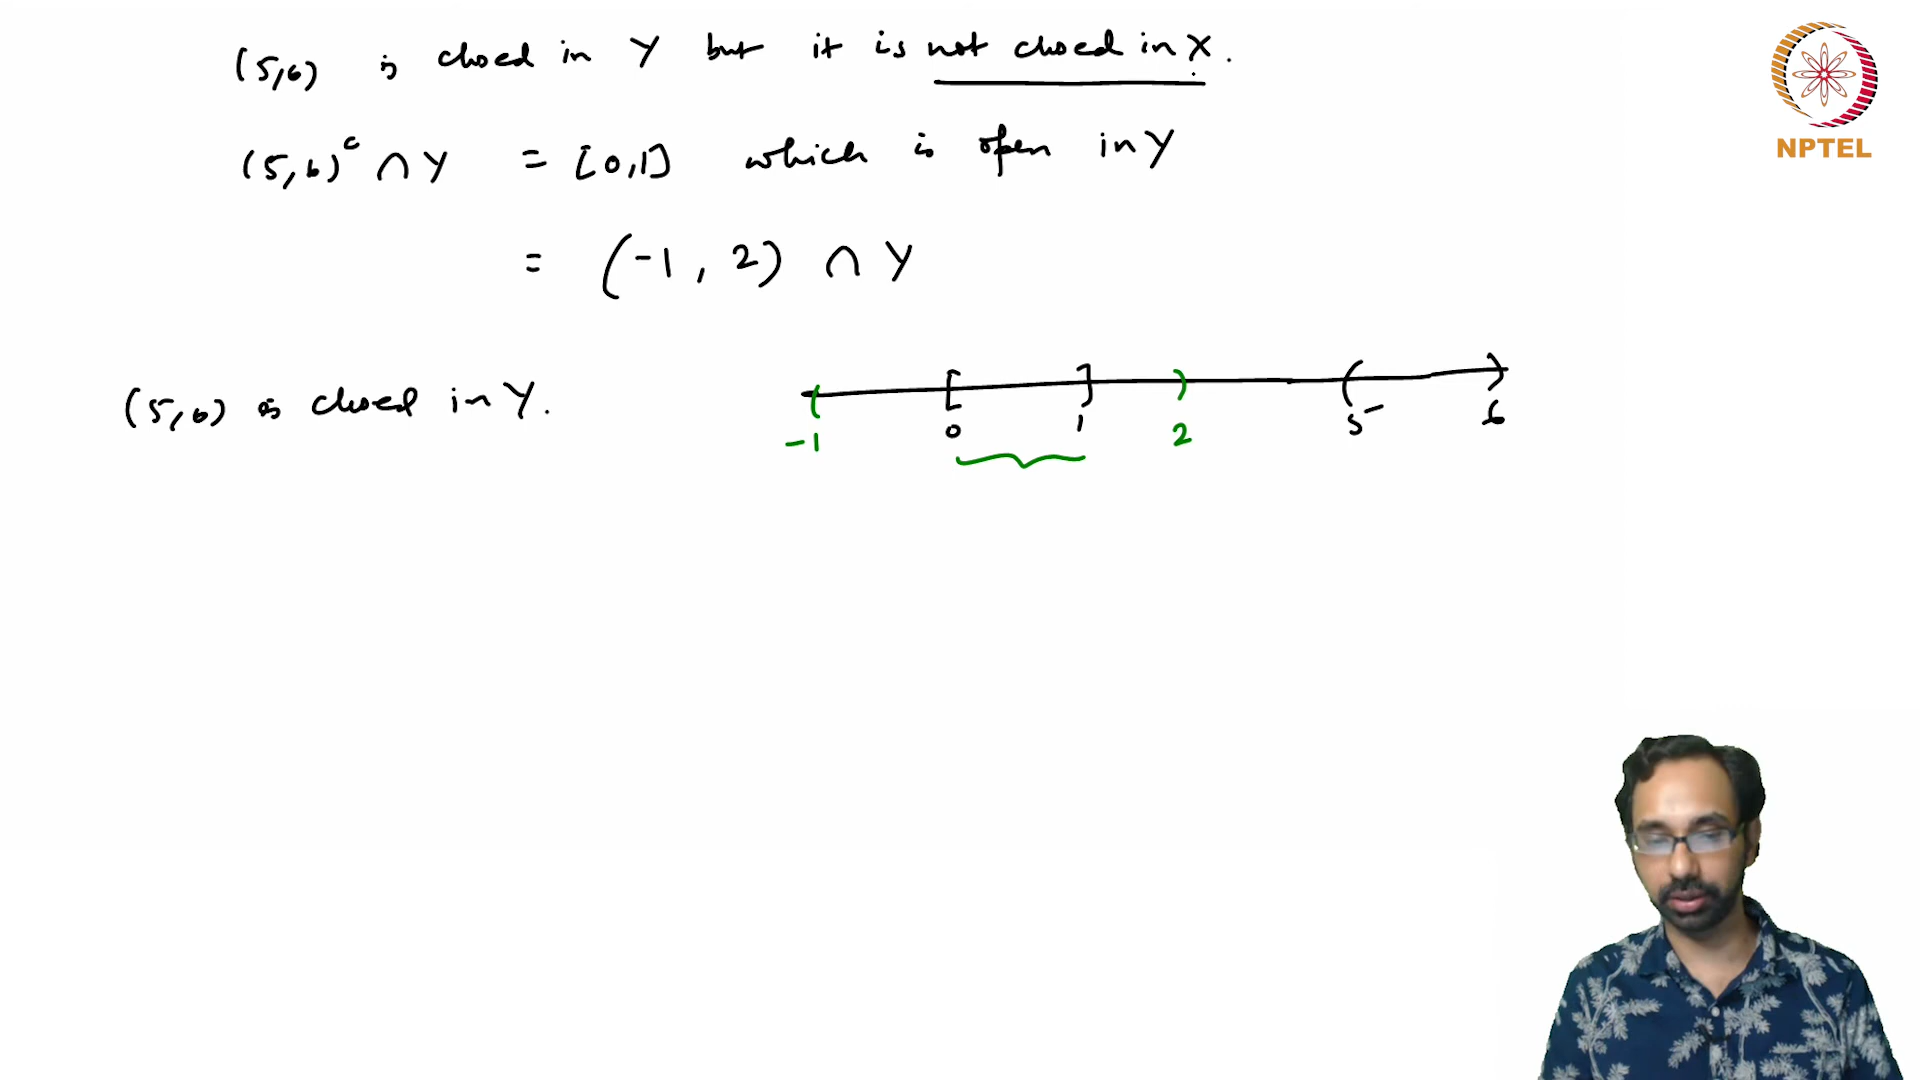 (5,6) is closed in Y but it is not closed in X.
NPTEL
(5,6)ᶜ ∩ Y = [0,1] which is open in Y
= (-1, 2) ∩ Y
(5,6) is closed in Y.
-1 0 1 2 5 6